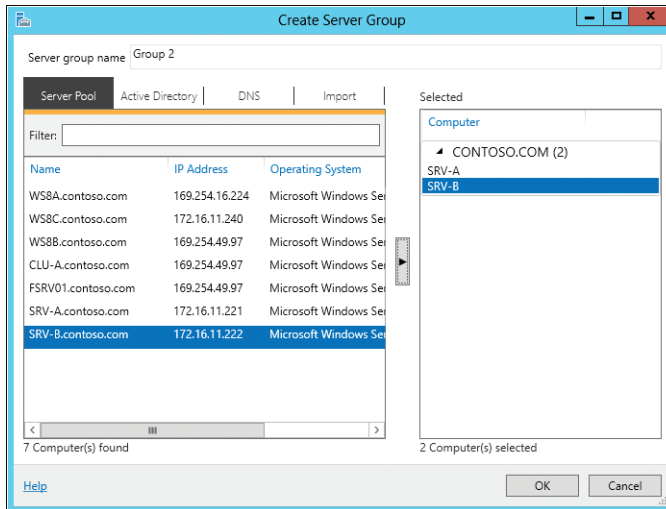 Create Server Group
Server group name Group 2
Server Pool Active Directory DNS Import
Selected
Filter:
Computer
CONTOSO.COM (2)
SRV-A
SRV-B
Name IP Address Operating System
WS8A.contoso.com 169.254.16.224 Microsoft Windows Ser
WS8C.contoso.com 172.16.11.240 Microsoft Windows Ser
WS8B.contoso.com 169.254.49.97 Microsoft Windows Ser
CLU-A.contoso.com 169.254.49.97 Microsoft Windows Ser
FSRV01.contoso.com 169.254.49.97 Microsoft Windows Ser
SRV-A.contoso.com 172.16.11.221 Microsoft Windows Ser
SRV-B.contoso.com 172.16.11.222 Microsoft Windows Ser
7 Computer(s) found
2 Computer(s) selected
Help
OK Cancel